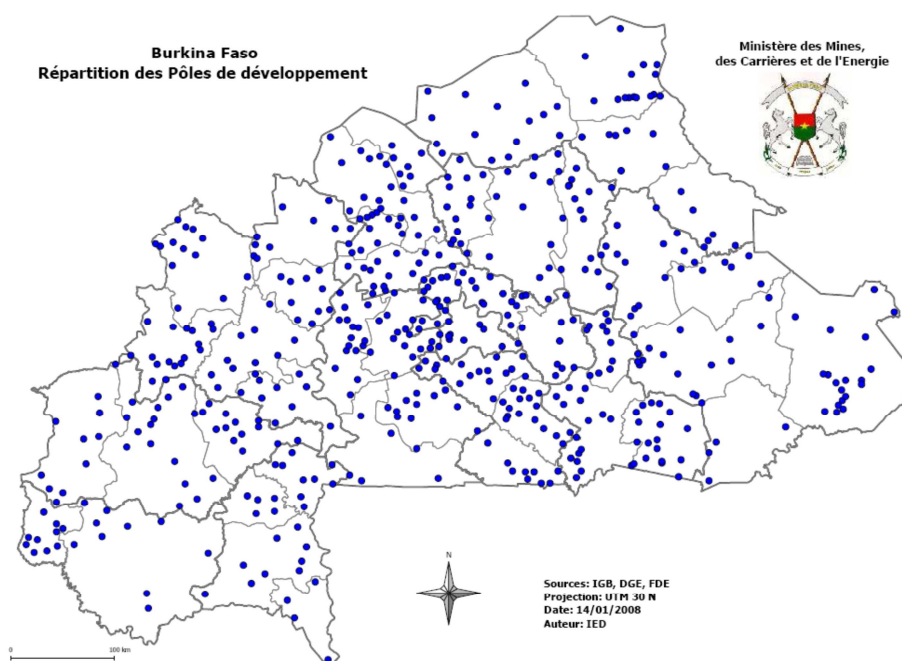 Burkina Faso
Répartition des Pôles de développement
Ministère des Mines,
des Carrières et de l'Energie
N
Sources: IGB, DGE, FDE
Projection: UTM 30 N
Date: 14/01/2008
Auteur: IED
0 100 km